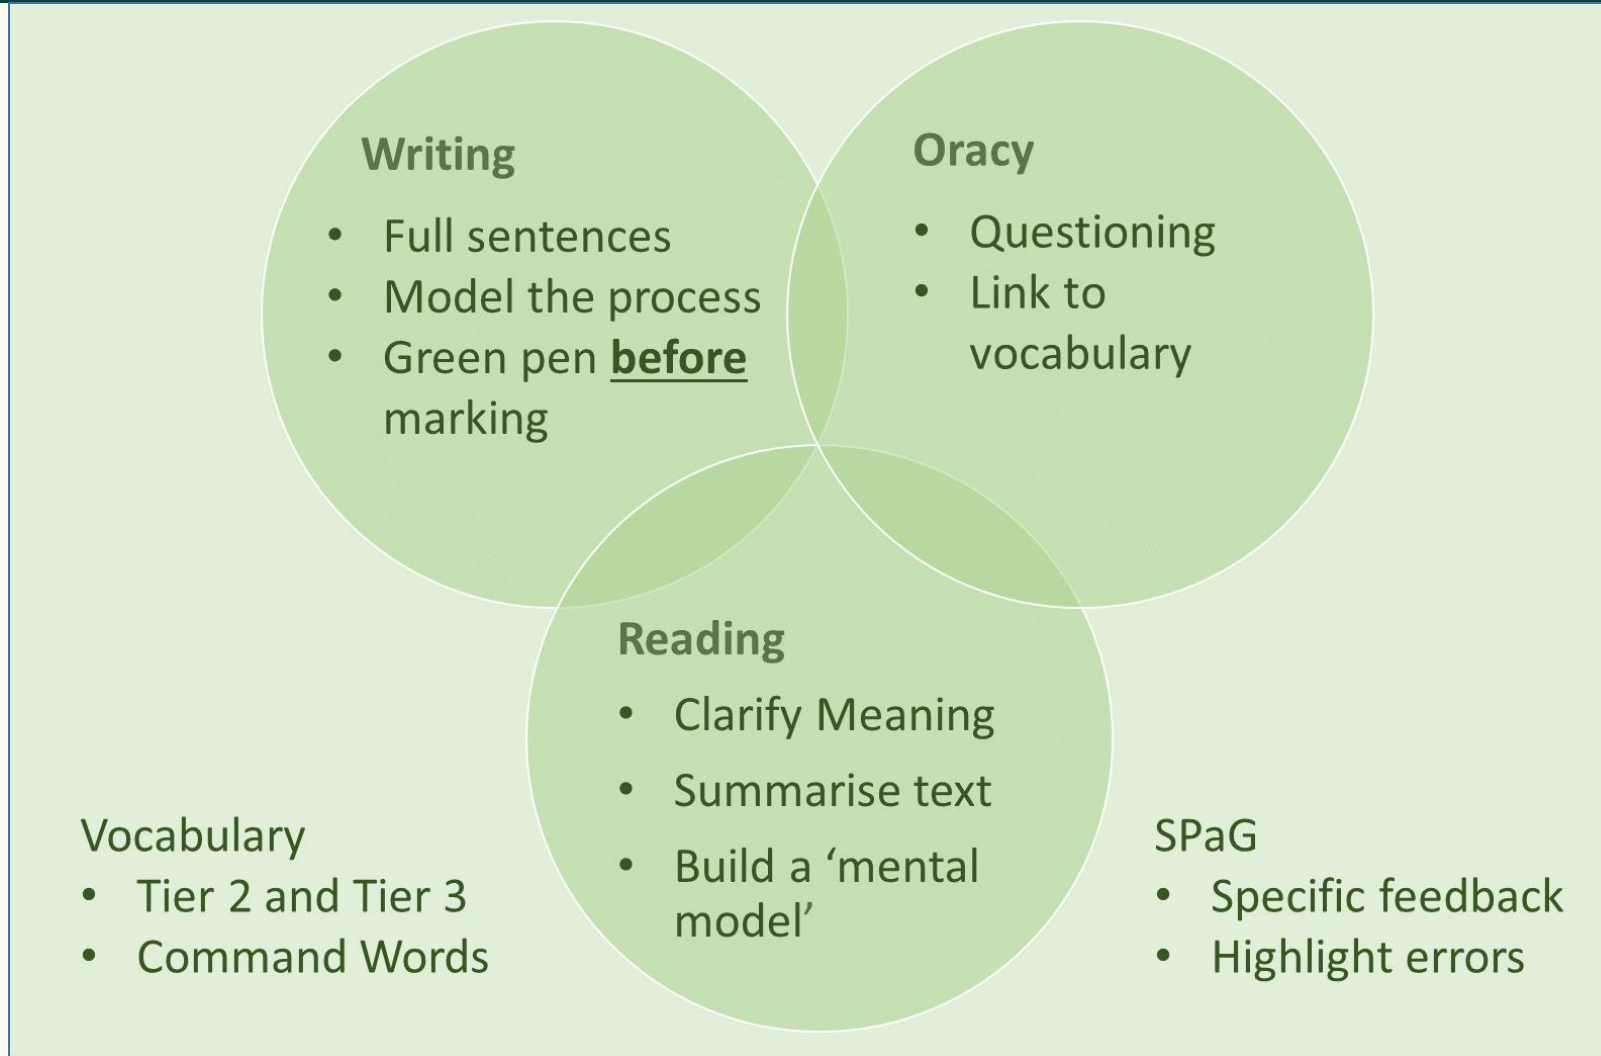 Writing
• Full sentences
• Model the process
• Green pen before
marking
Oracy
• Questioning
• Link to
vocabulary
Reading
• Clarify Meaning
• Summarise text
• Build a ‘mental
model’
Vocabulary
• Tier 2 and Tier 3
• Command Words
SPaG
• Specific feedback
• Highlight errors